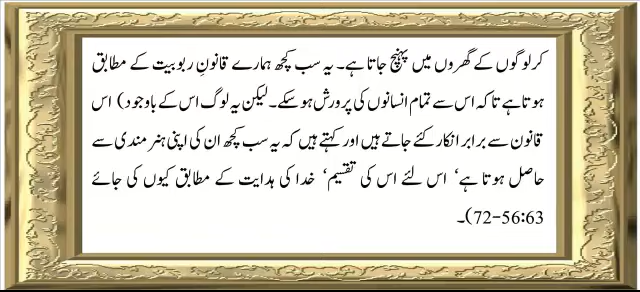 کر لوگوں کے گھروں میں پہنچ جاتا ہے۔ یہ سب کچھ ہمارے قانونِ ربوبیت کے مطابق
ہوتا ہے تاکہ اس سے تمام انسانوں کی پرورش ہو سکے۔ لیکن یہ لوگ اس کے باوجود) اس
قانون سے برابر انکار کئے جاتے ہیں اور کہتے ہیں کہ یہ سب کچھ ان کی اپنی ہنر مندی سے
حاصل ہوتا ہے‘ اس لئے اس کی تقسیم‘ خدا کی ہدایت کے مطابق کیوں کی جائے
(72-56:63۔